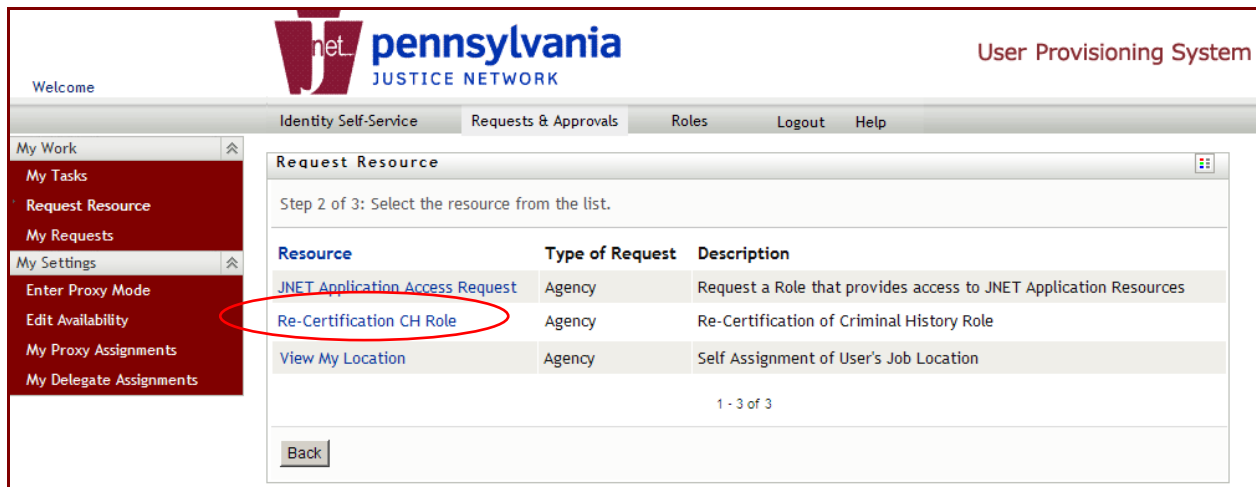 Jnet
pennsylvania
JUSTICE NETWORK
User Provisioning System
Welcome
Identity Self-Service Requests & Approvals Roles Logout Help
My Work
My Tasks
Request Resource
My Requests
My Settings
Enter Proxy Mode
Edit Availability
My Proxy Assignments
My Delegate Assignments
Request Resource
Step 2 of 3: Select the resource from the list.
Resource Type of Request Description
JNET Application Access Request Agency Request a Role that provides access to JNET Application Resources
Re-Certification CH Role Agency Re-Certification of Criminal History Role
View My Location Agency Self Assignment of User's Job Location
1 - 3 of 3
Back